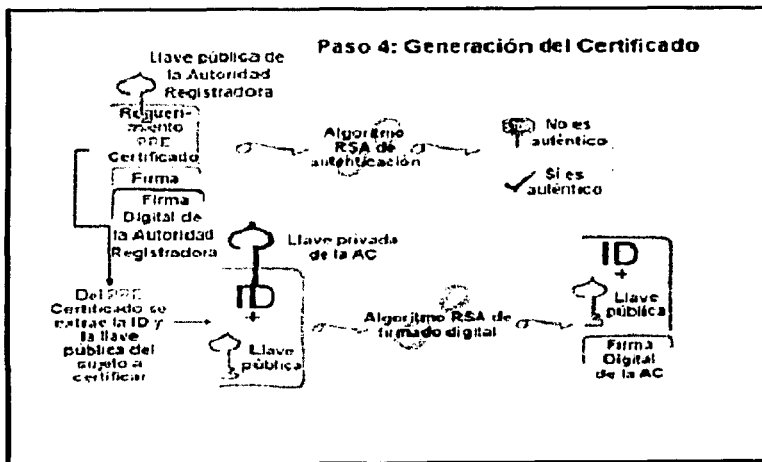 Paso 4: Generación del Certificado
Llave pública de
la Autoridad
Registradora
Requeri-
miento
PRE
Certificado
Firma
Firma
Digital de
la Autoridad
Registradora
Algoritmo
RSA de
autenticación
No es
auténtico
Sí es
auténtico
Del PRE
Certificado se
extrae la ID y
la llave
pública del
sujeto a
certificar
Llave privada
de la AC
ID
+
Llave
pública
Algoritmo RSA de
firmado digital
ID
+
Llave
pública
Firma
Digital
de la AC